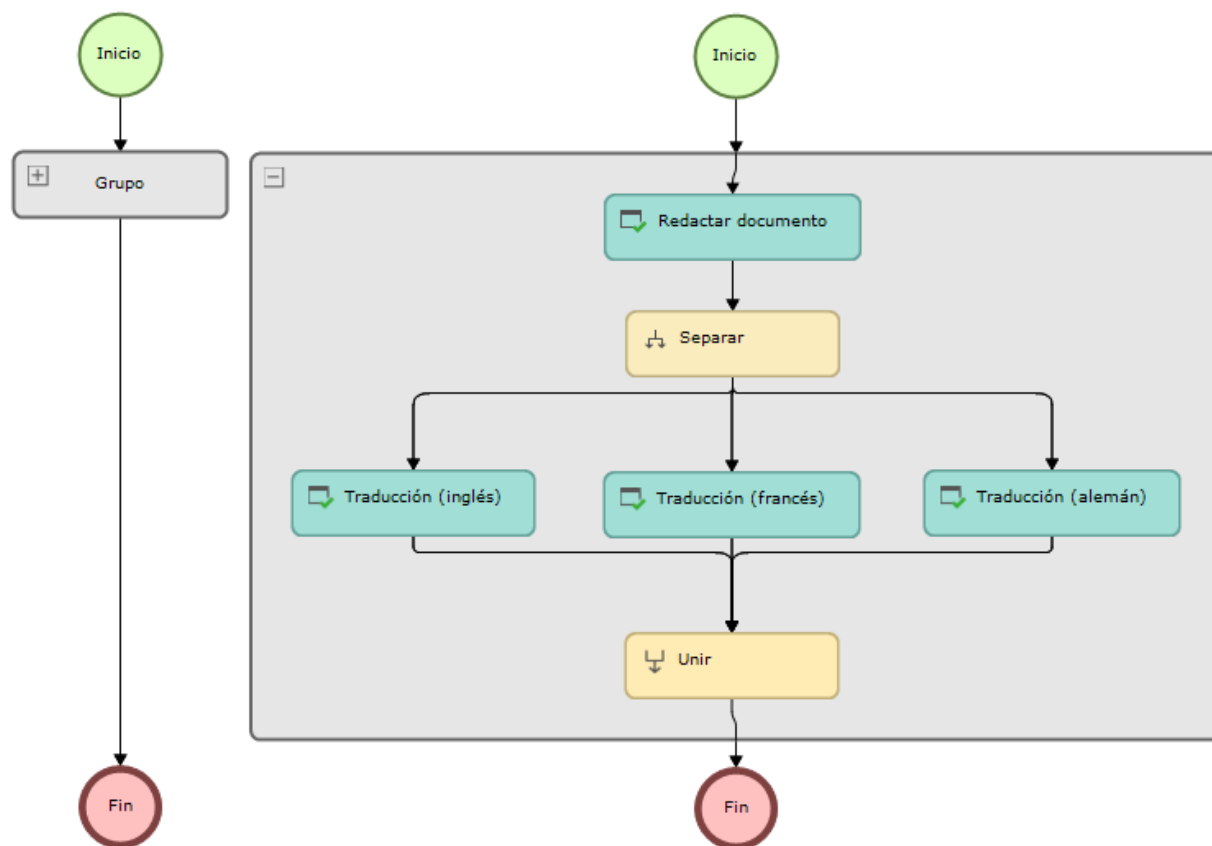 Inicio
Grupo
Fin
Inicio
Redactar documento
Separar
Traducción (inglés)
Traducción (francés)
Traducción (alemán)
Unir
Fin